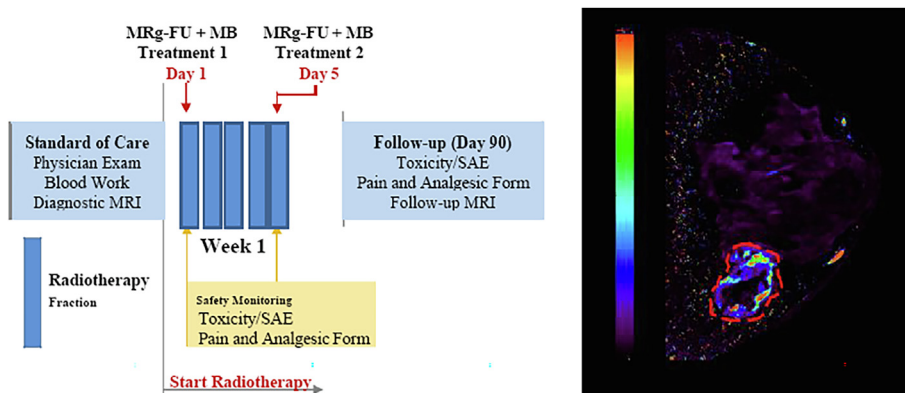 MRg-FU + MB
Treatment 1
Day 1
MRg-FU + MB
Treatment 2
Day 5
Standard of Care
Physician Exam
Blood Work
Diagnostic MRI
Follow-up (Day 90)
Toxicity/SAE
Pain and Analgesic Form
Follow-up MRI
Week 1
Radiotherapy
Fraction
Safety Monitoring
Toxicity/SAE
Pain and Analgesic Form
Start Radiotherapy